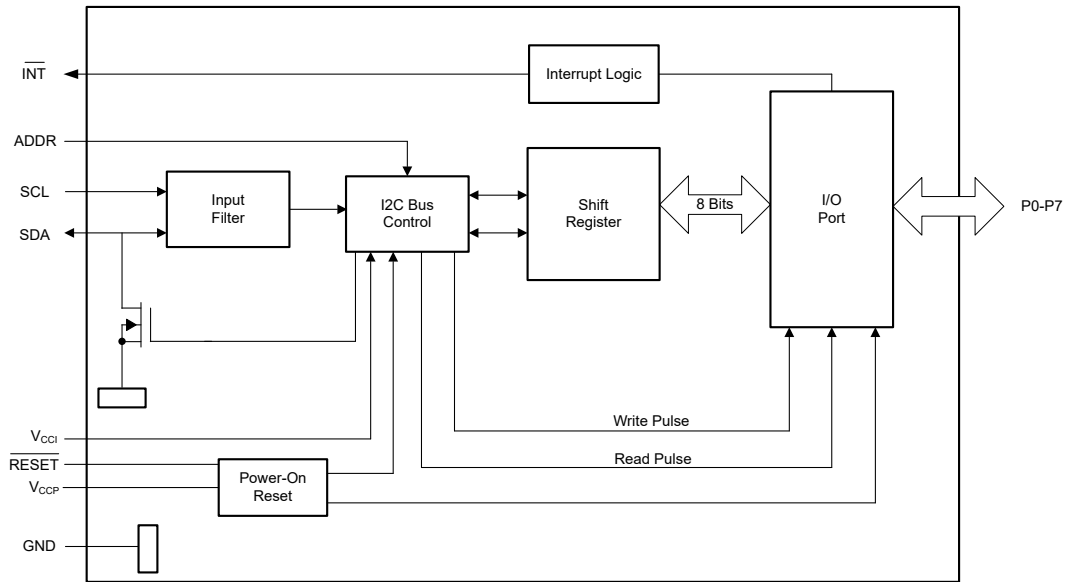 INT
Interrupt Logic
ADDR
SCL
SDA
Input
Filter
I2C Bus
Control
Shift
Register
8 Bits
I/O
Port
P0-P7
Write Pulse
Read Pulse
VCCI
RESET
VCCP
Power-On
Reset
GND